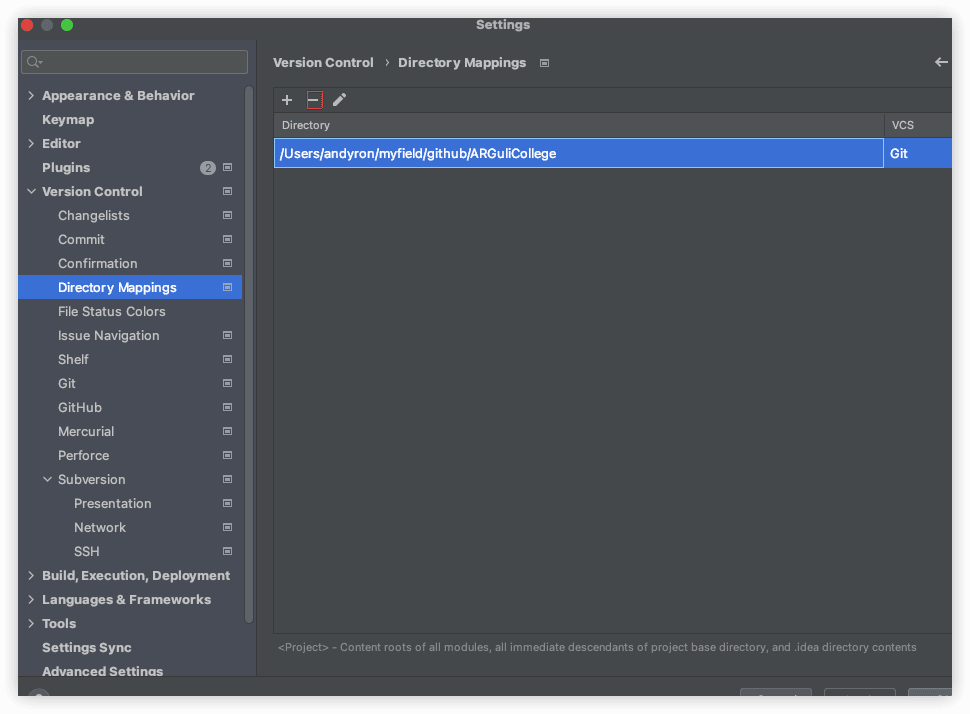 Settings
Version Control › Directory Mappings
Appearance & Behavior
Keymap
Editor
Plugins 2
Version Control
Changelists
Commit
Confirmation
Directory Mappings
File Status Colors
Issue Navigation
Shelf
Git
GitHub
Mercurial
Perforce
Subversion
Presentation
Network
SSH
Build, Execution, Deployment
Languages & Frameworks
Tools
Settings Sync
Advanced Settings
Directory VCS
/Users/andyron/myfield/github/ARGuliCollege Git
<Project> - Content roots of all modules, all immediate descendants of project base directory, and .idea directory contents